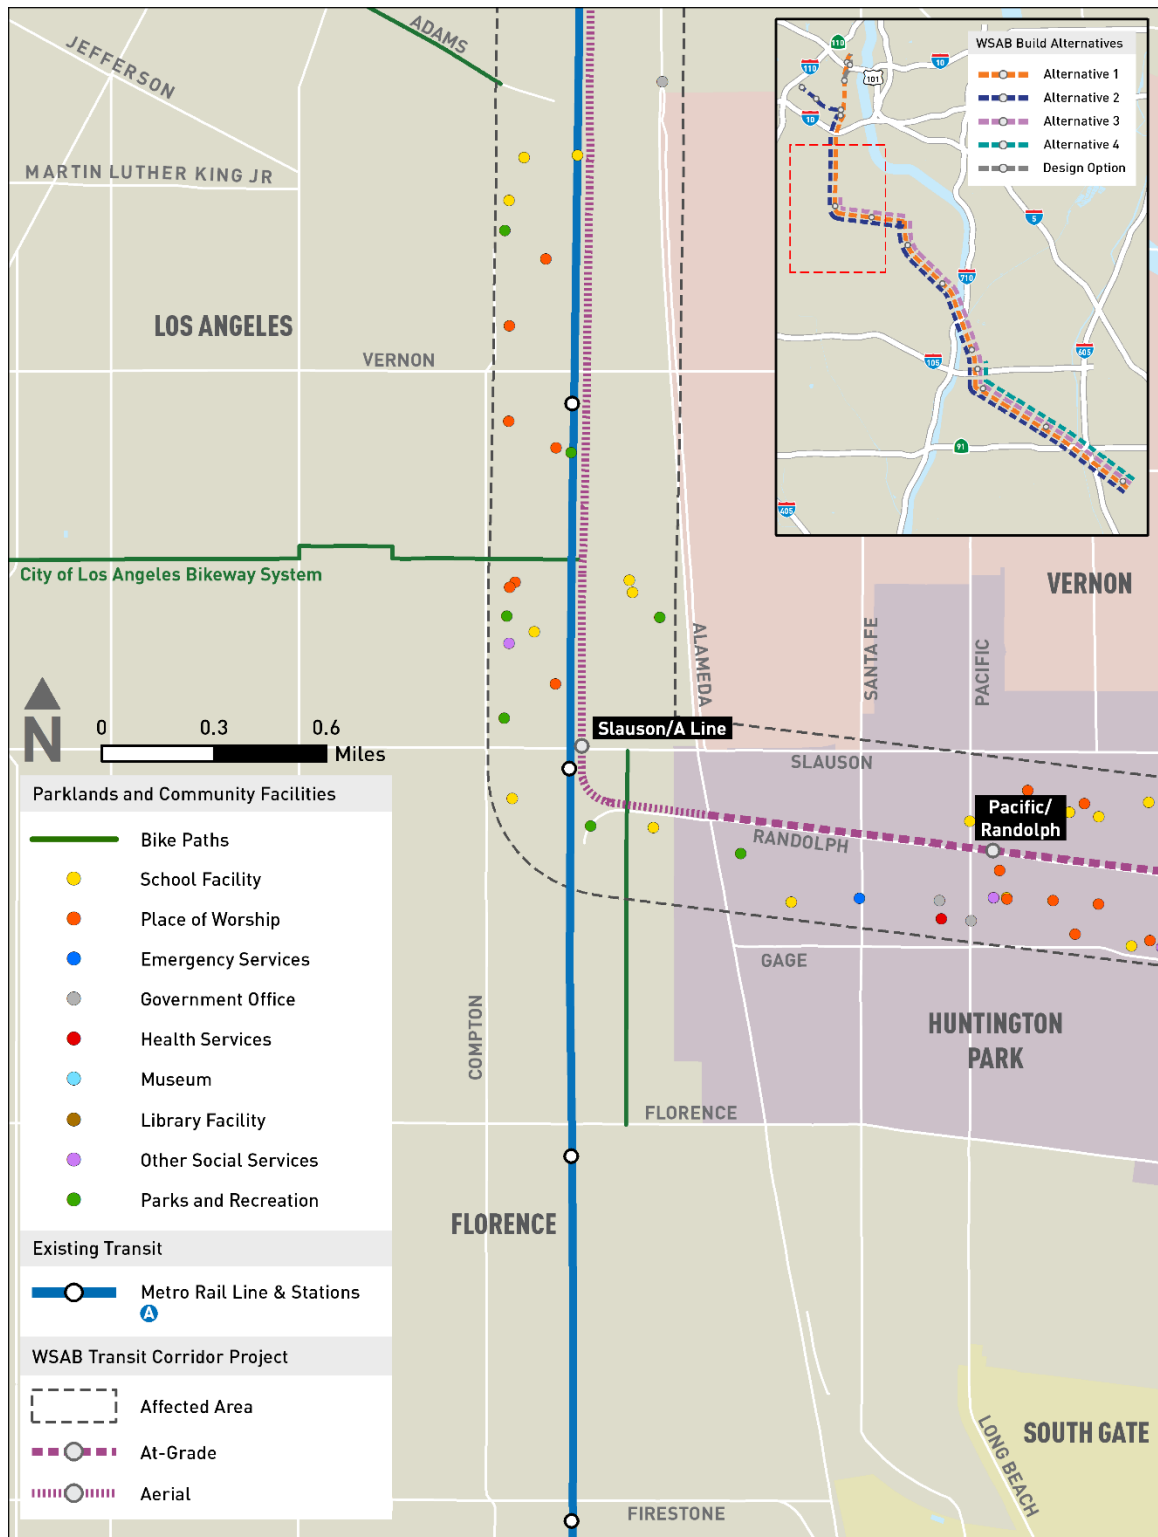 ADAMS
JEFFERSON
MARTIN LUTHER KING JR
LOS ANGELES
VERNON
City of Los Angeles Bikeway System
WSAB Build Alternatives
Alternative 1
Alternative 2
Alternative 3
Alternative 4
Design Option
110
110
10
101
10
5
710
105
605
91
405
VERNON
ALAMEDA
SANTA FE
PACIFIC
N
0 0.3 0.6
Miles
Slauson/A Line
SLAUSON
Pacific/
Randolph
RANDOLPH
GAGE
COMPTON
HUNTINGTON
PARK
FLORENCE
FLORENCE
LONG BEACH
SOUTH GATE
FIRESTONE
Parklands and Community Facilities
Bike Paths
School Facility
Place of Worship
Emergency Services
Government Office
Health Services
Museum
Library Facility
Other Social Services
Parks and Recreation
Existing Transit
Metro Rail Line & Stations
A
WSAB Transit Corridor Project
Affected Area
At-Grade
Aerial